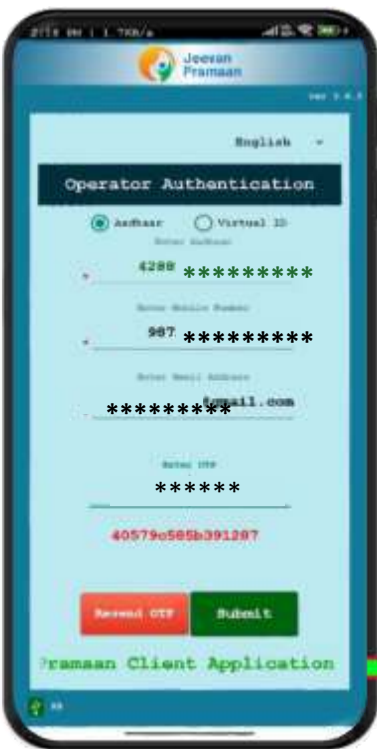 Jeevan
Pramaan
English
Operator Authentication
Aadhaar Virtual ID
Enter Aadhaar
4288 *********
Enter Mobile Number
987 *********
Enter Email Address
********* gmail.com
Enter OTP
******
40579c585b391287
Resend OTP Submit
Pramaan Client Application